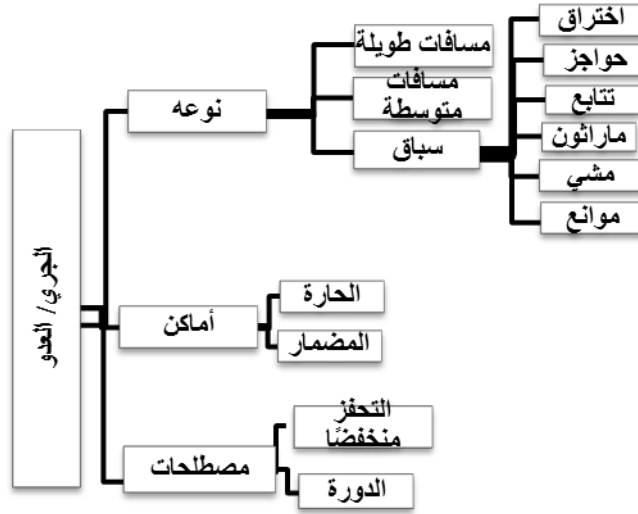 الجري/ العدو
نوعه
مسافات طويلة
مسافات
متوسطة
سباق
اختراق
حواجز
تتابع
ماراثون
مشي
موانع
أماكن
الحارة
المضمار
مصطلحات
التحفز
منخفضًا
الدورة